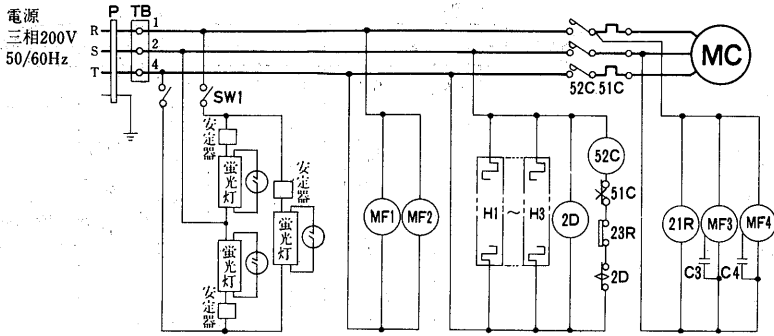 電源
三相200V
50/60Hz
P TB
R 1
S 2
T 4
SW1
52C 51C
MC
安定器
蛍光灯
安定器
蛍光灯
蛍光灯
安定器
MF1 MF2
H1 ~ H3
2D
52C
51C
23R
2D
21R MF3 MF4
C3 C4